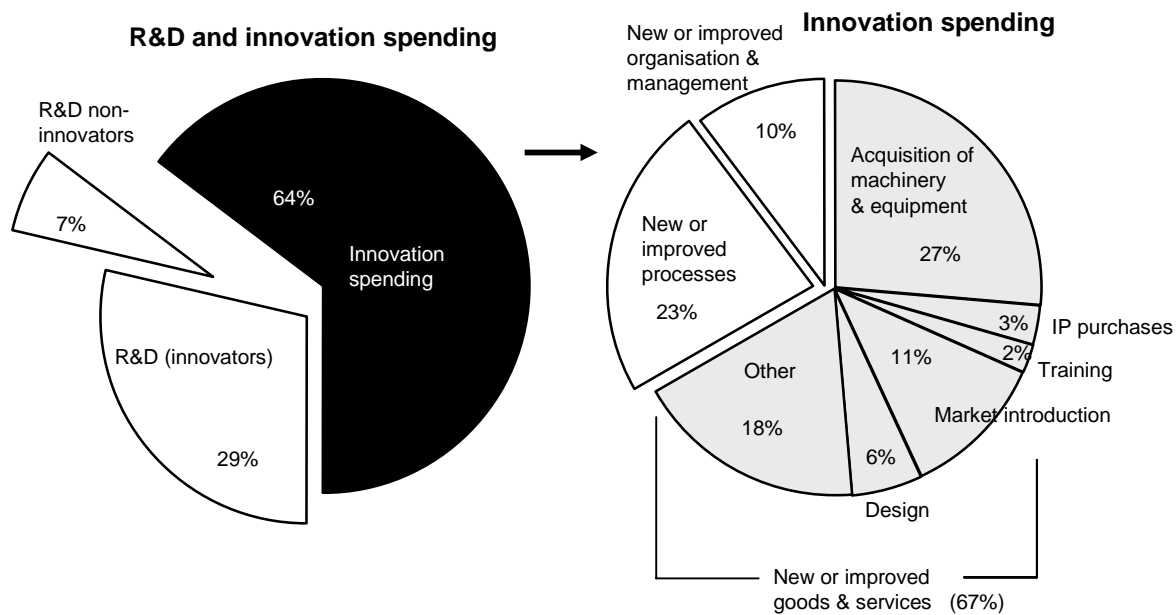 R&D and innovation spending
R&D non-
innovators
7%
64%
Innovation
spending
R&D (innovators)
29%
Innovation spending
New or improved
organisation &
management
10%
Acquisition of
machinery
& equipment
27%
New or
improved
processes
23%
3%
IP purchases
2%
Training
11%
Market introduction
Other
18%
6%
Design
New or improved
goods & services (67%)